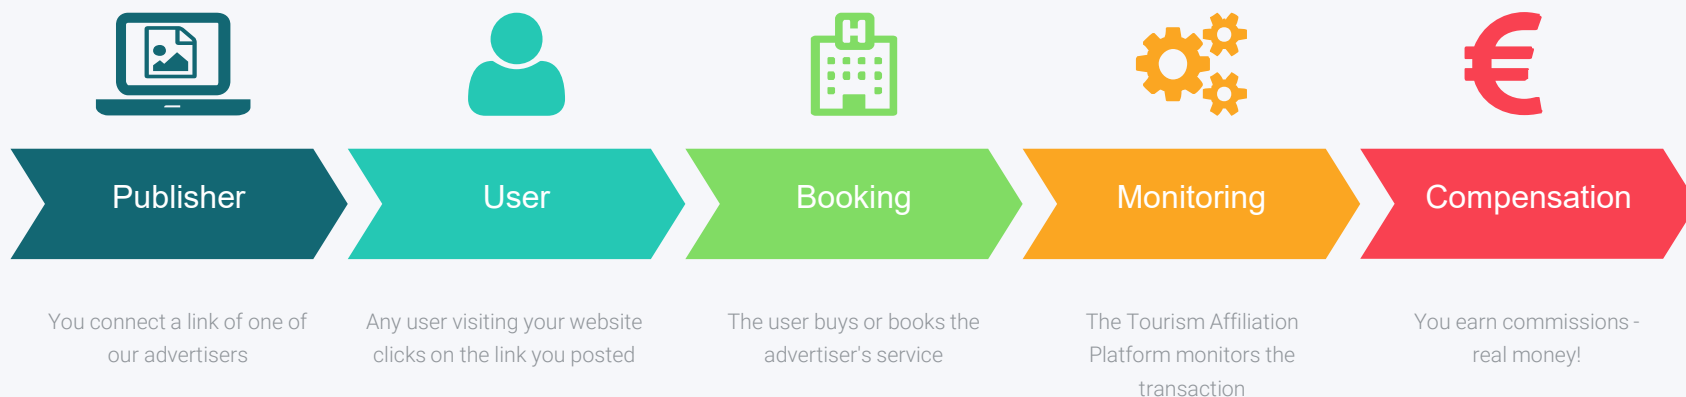 Publisher
User
Booking
Monitoring
Compensation
You connect a link of one of
our advertisers
Any user visiting your website
clicks on the link you posted
The user buys or books the
advertiser's service
The Tourism Affiliation
Platform monitors the
transaction
You earn commissions -
real money!